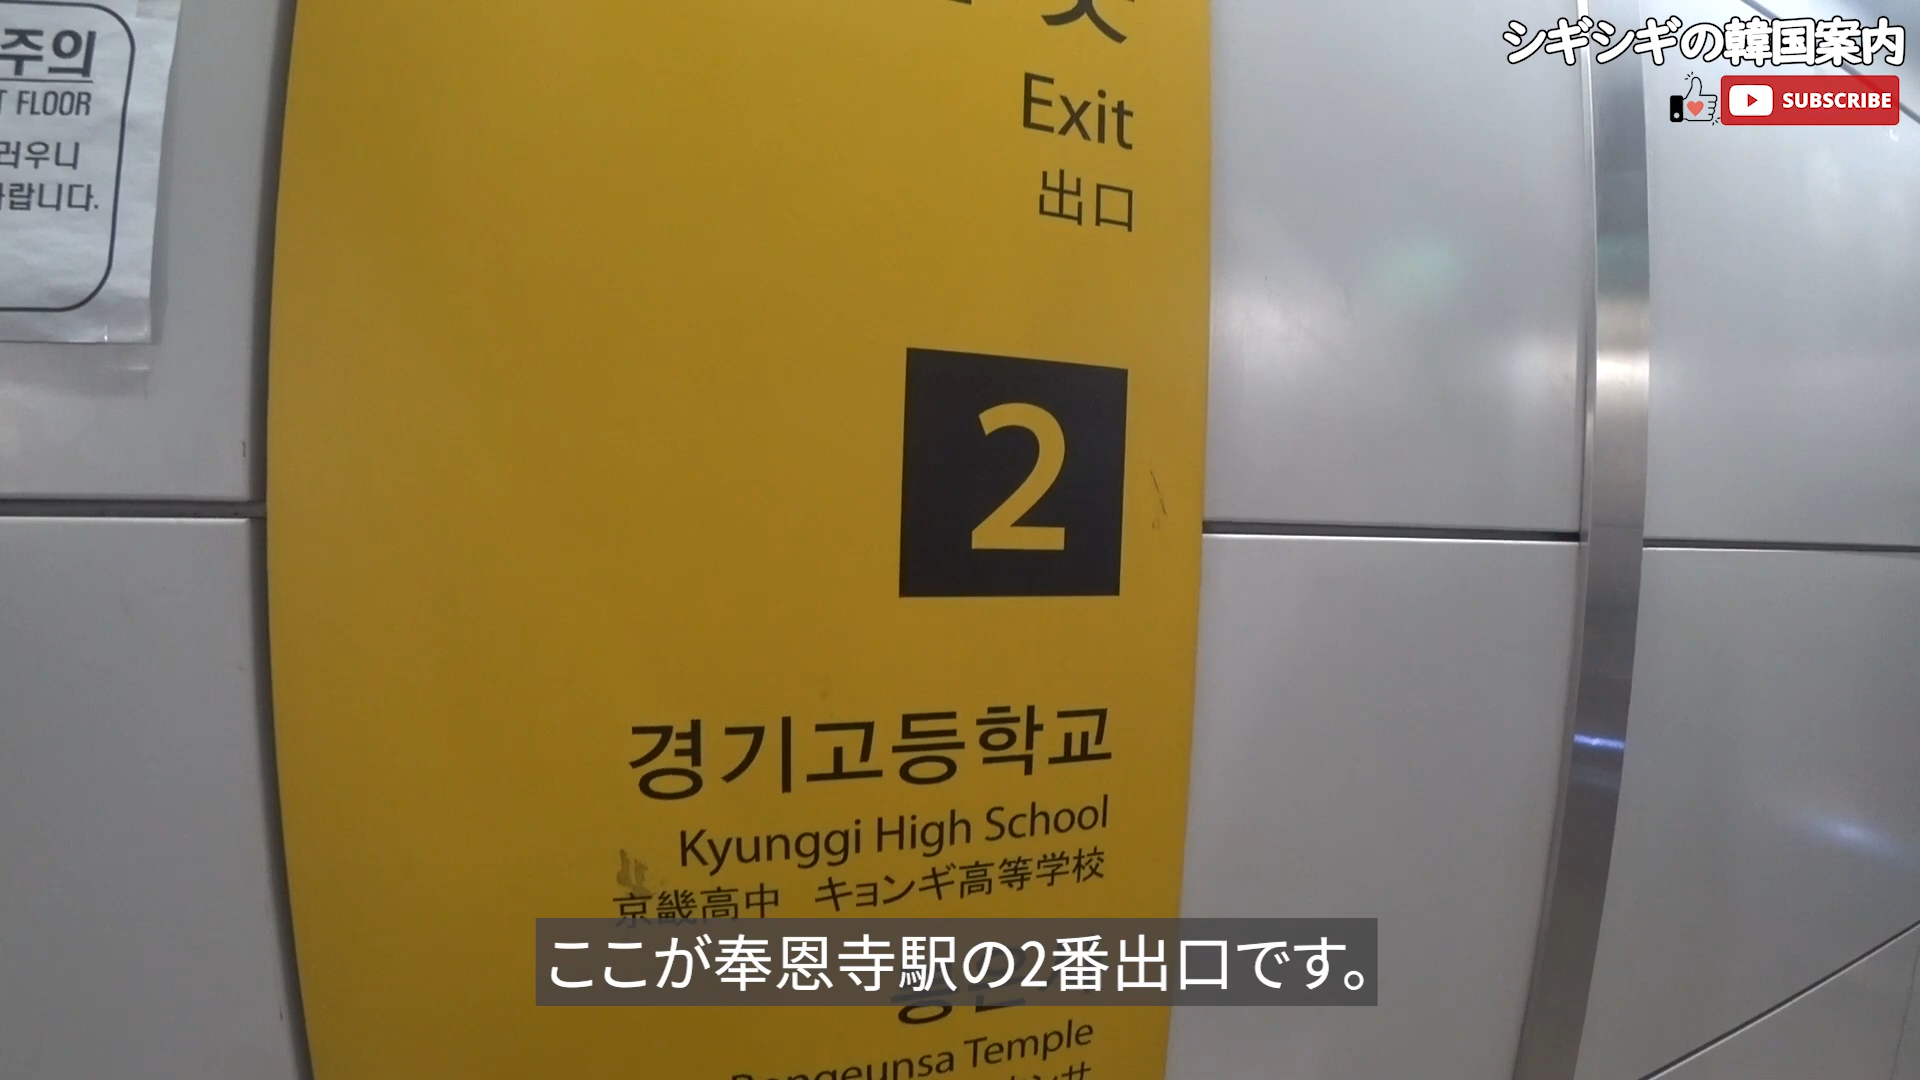 シギシギの韓国案内
SUBSCRIBE
주의
FLOOR
러우니
랍니다.
Exit
出口
2
경기고등학교
Kyunggi High School
京畿高中 キョンギ高等学校
ここが奉恩寺駅の2番出口です。
Bongeunsa Temple